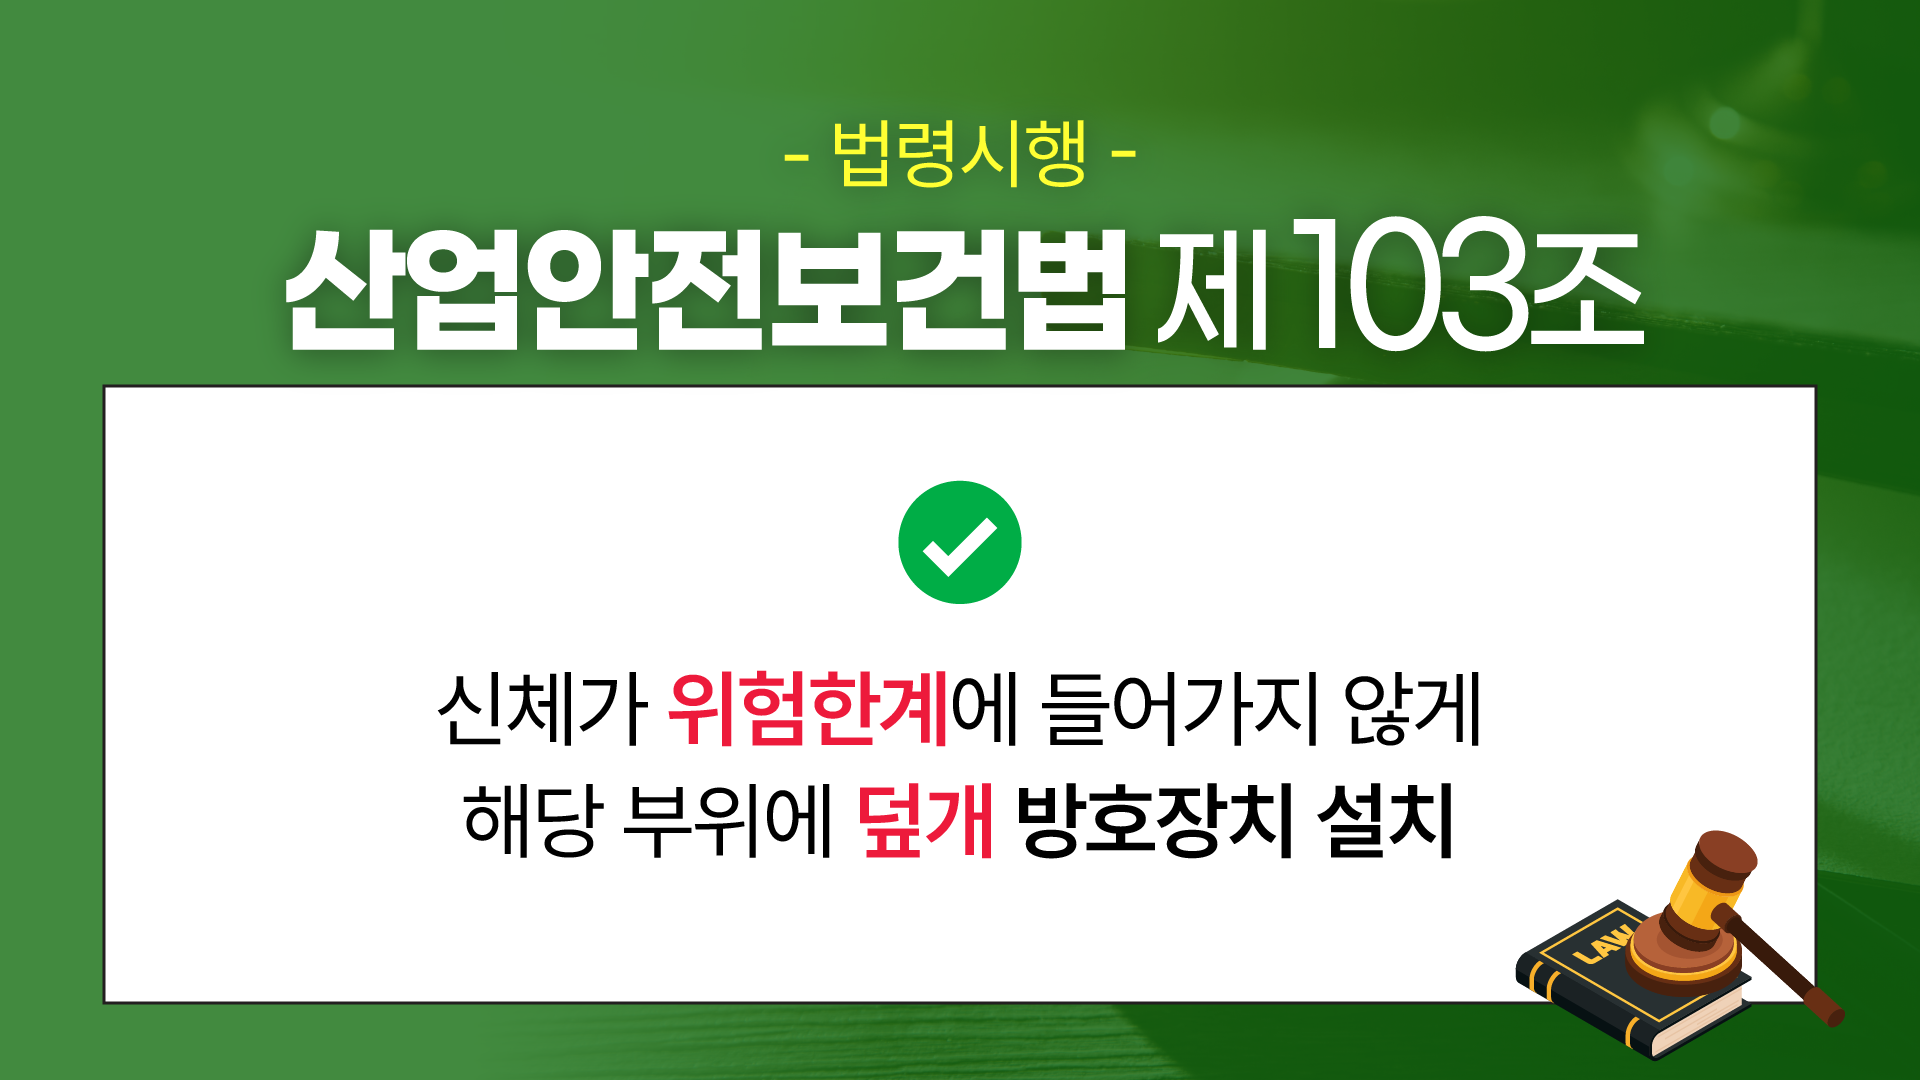 - 법령시행 -
산업안전보건법 제 103조
신체가 위험한계에 들어가지 않게
해당 부위에 덮개 방호장치 설치
LAW